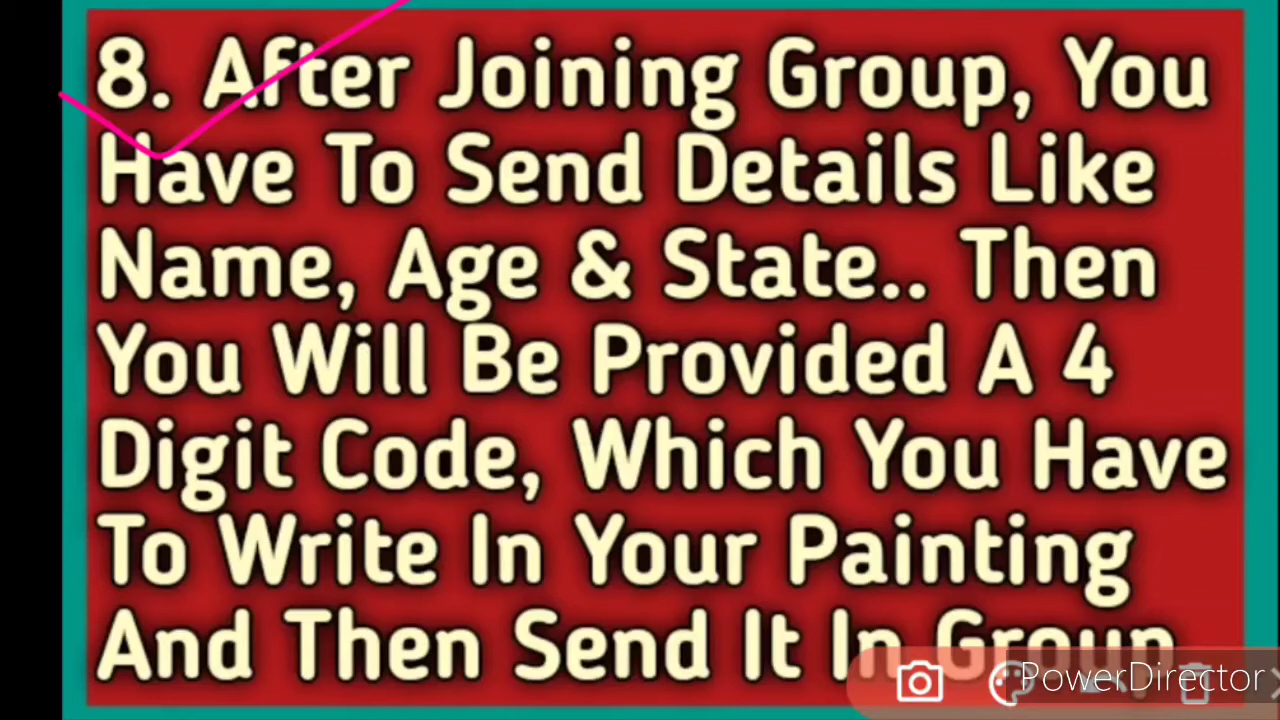 8. After Joining Group, You
Have To Send Details Like
Name, Age & State.. Then
You Will Be Provided A 4
Digit Code, Which You Have
To Write In Your Painting
And Then Send It In Group
PowerDirector